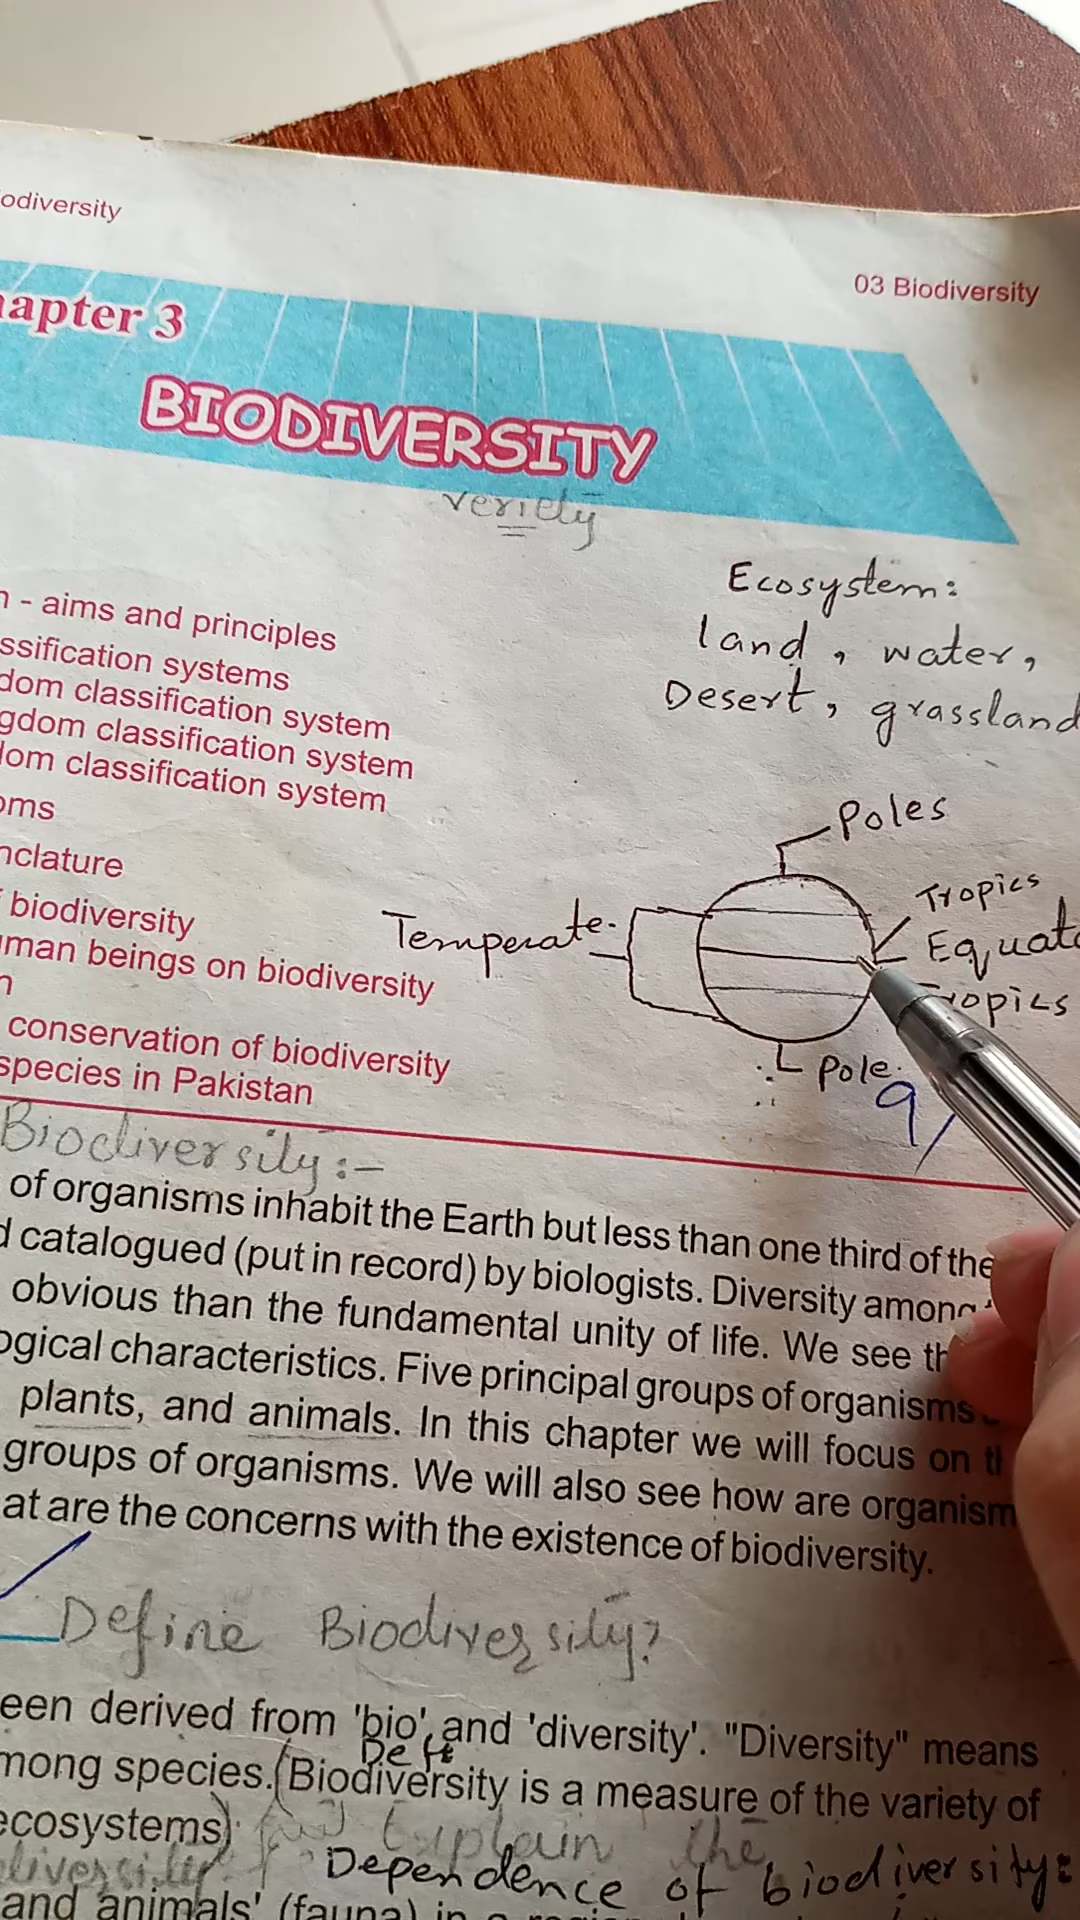 odiversity
03 Biodiversity
apter 3
BIODIVERSITY
veriety
Ecosystem:
land, water,
Desert, grassland
- aims and principles
ssification systems
dom classification system
gdom classification system
dom classification system
oms
nclature
biodiversity
uman beings on biodiversity
n
conservation of biodiversity
species in Pakistan
Poles
Tropics
Temperate.
Equato
Tropics
Pole.
9/
Biodiversity:-
of organisms inhabit the Earth but less than one third of the
d catalogued (put in record) by biologists. Diversity among
obvious than the fundamental unity of life. We see th
ogical characteristics. Five principal groups of organisms
plants, and animals. In this chapter we will focus on th
groups of organisms. We will also see how are organism
at are the concerns with the existence of biodiversity.
Define Biodiversity?
een derived from 'bio' and 'diversity'. "Diversity" means
mong species. (Biodiversity is a measure of the variety of
ecosystems)
Explain the
Dependence of biodiversity:
and animals' (fauna) in a region